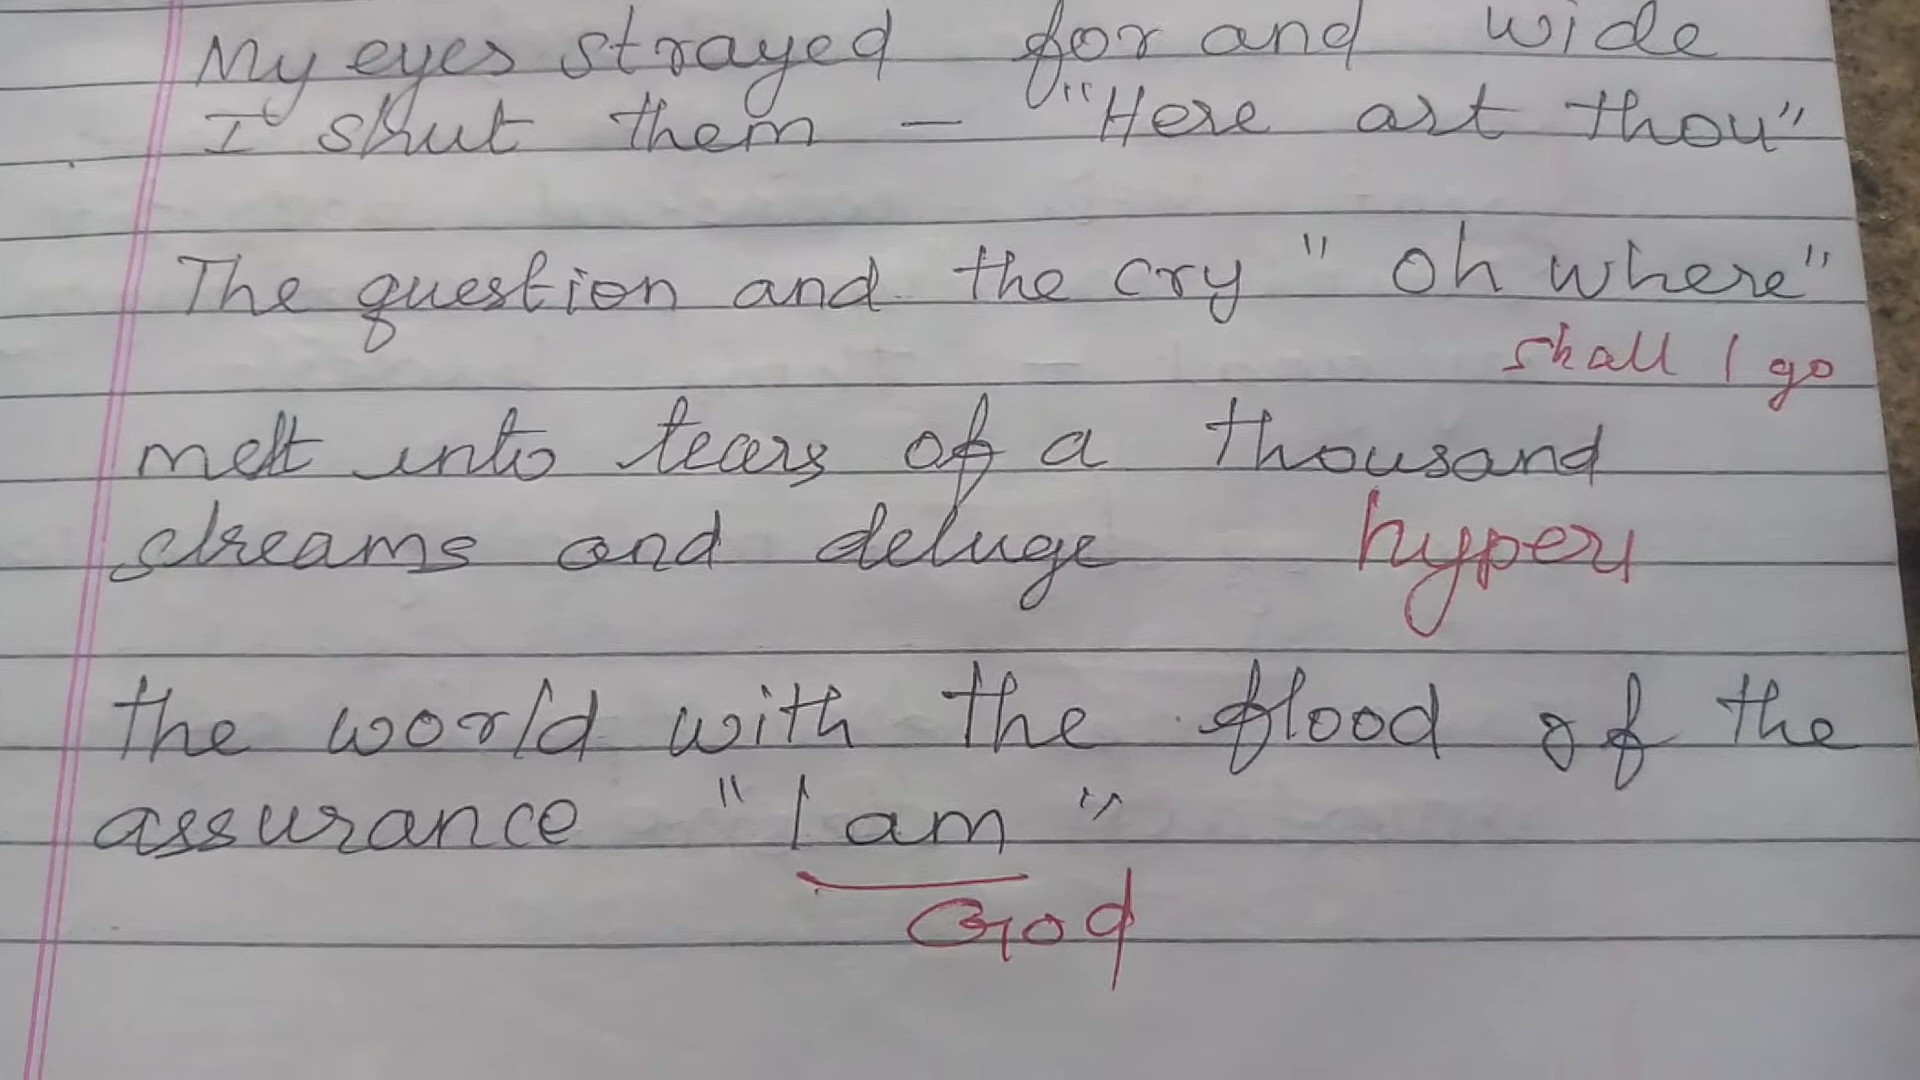 My eyes strayed for and wide
I shut them - "Here art thou"
The question and the cry "Oh where"
shall I go
melt into tears of a thousand
streams and deluge hyper
the world with the flood of the
assurance "I am"
God